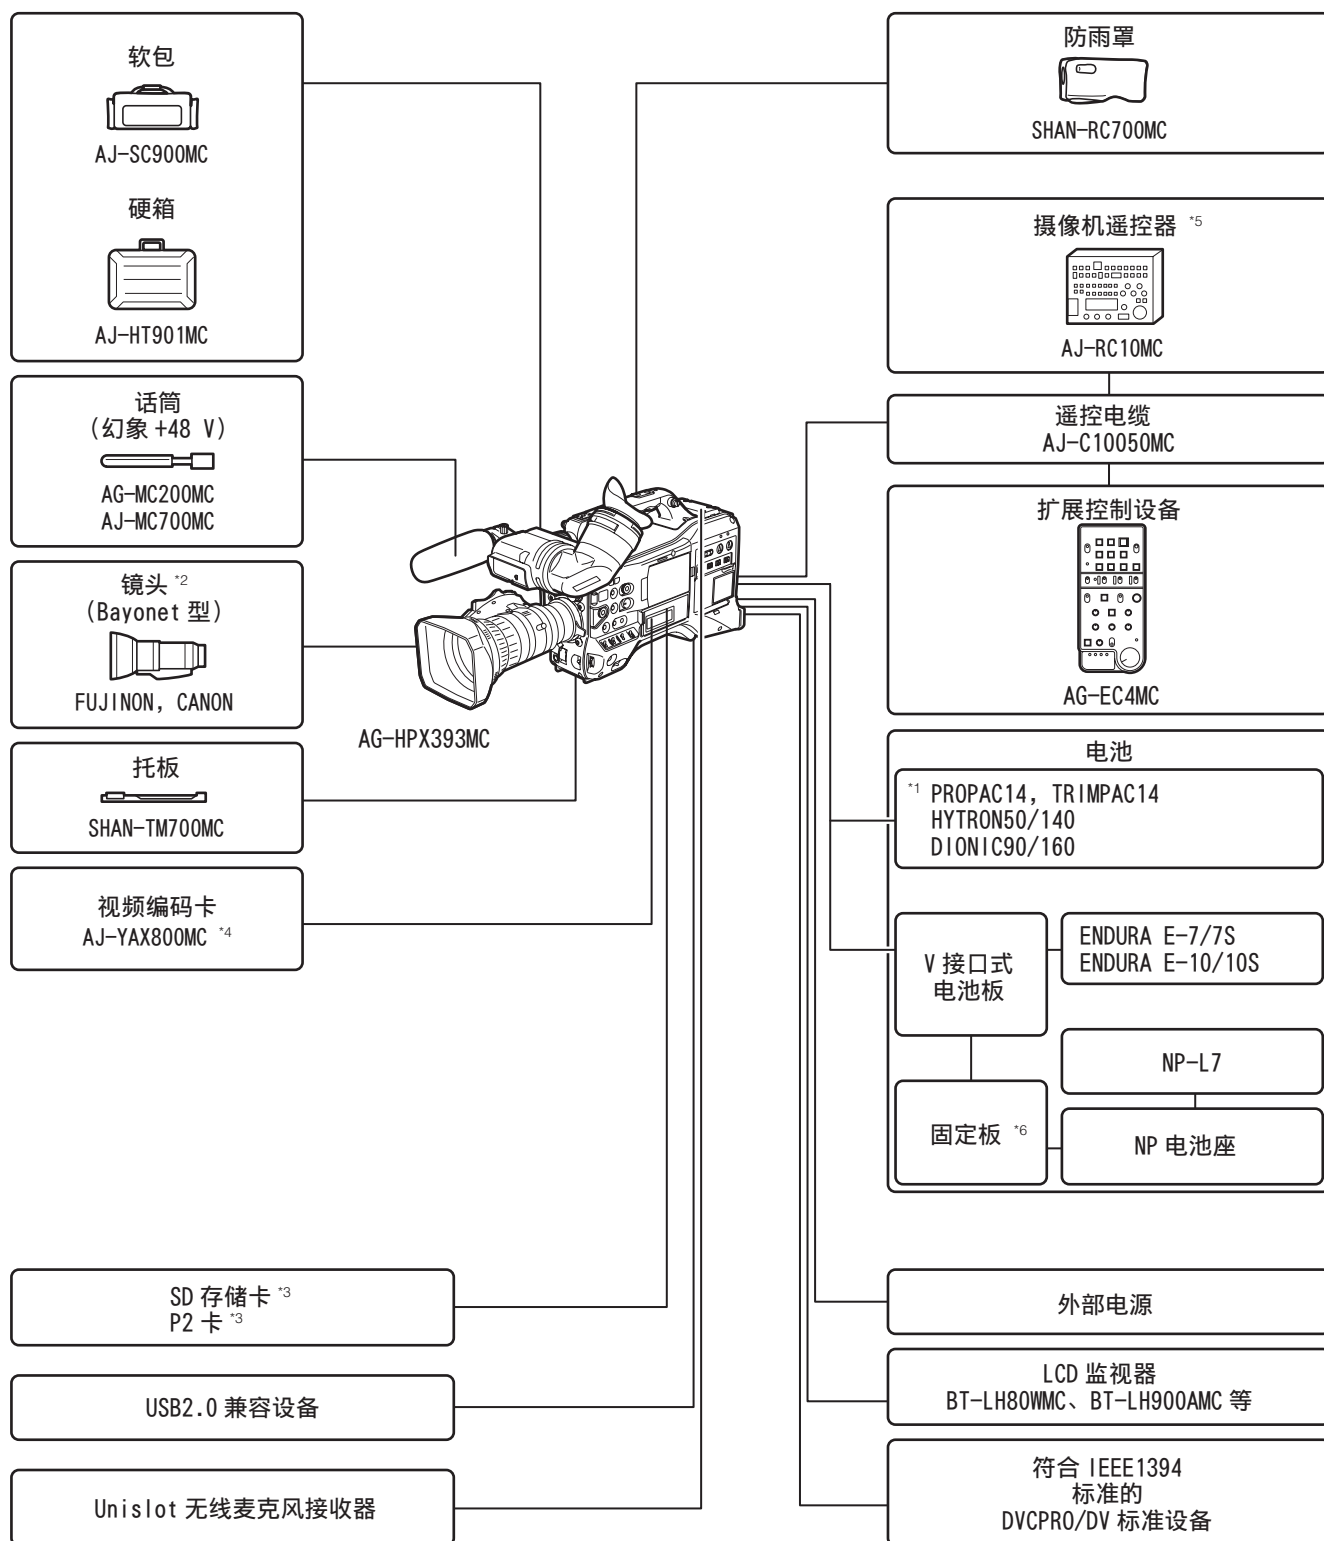 软包
AJ-SC900MC
硬箱
AJ-HT901MC
话筒
（幻象 +48 V）
AG-MC200MC
AJ-MC700MC
镜头 *2
（Bayonet 型）
FUJINON, CANON
托板
SHAN-TM700MC
视频编码卡
AJ-YAX800MC *4
SD 存储卡 *3
P2 卡 *3
USB2.0 兼容设备
Unislot 无线麦克风接收器
AG-HPX393MC
防雨罩
SHAN-RC700MC
摄像机遥控器 *5
AJ-RC10MC
遥控电缆
AJ-C10050MC
扩展控制设备
AG-EC4MC
电池
*1 PROPAC14, TRIMPAC14
HYTRON50/140
DIONIC90/160
V 接口式
电池板
ENDURA E-7/7S
ENDURA E-10/10S
NP-L7
固定板 *6
NP 电池座
外部电源
LCD 监视器
BT-LH80WMC、BT-LH900AMC 等
符合 IEEE1394
标准的
DVCPRO/DV 标准设备